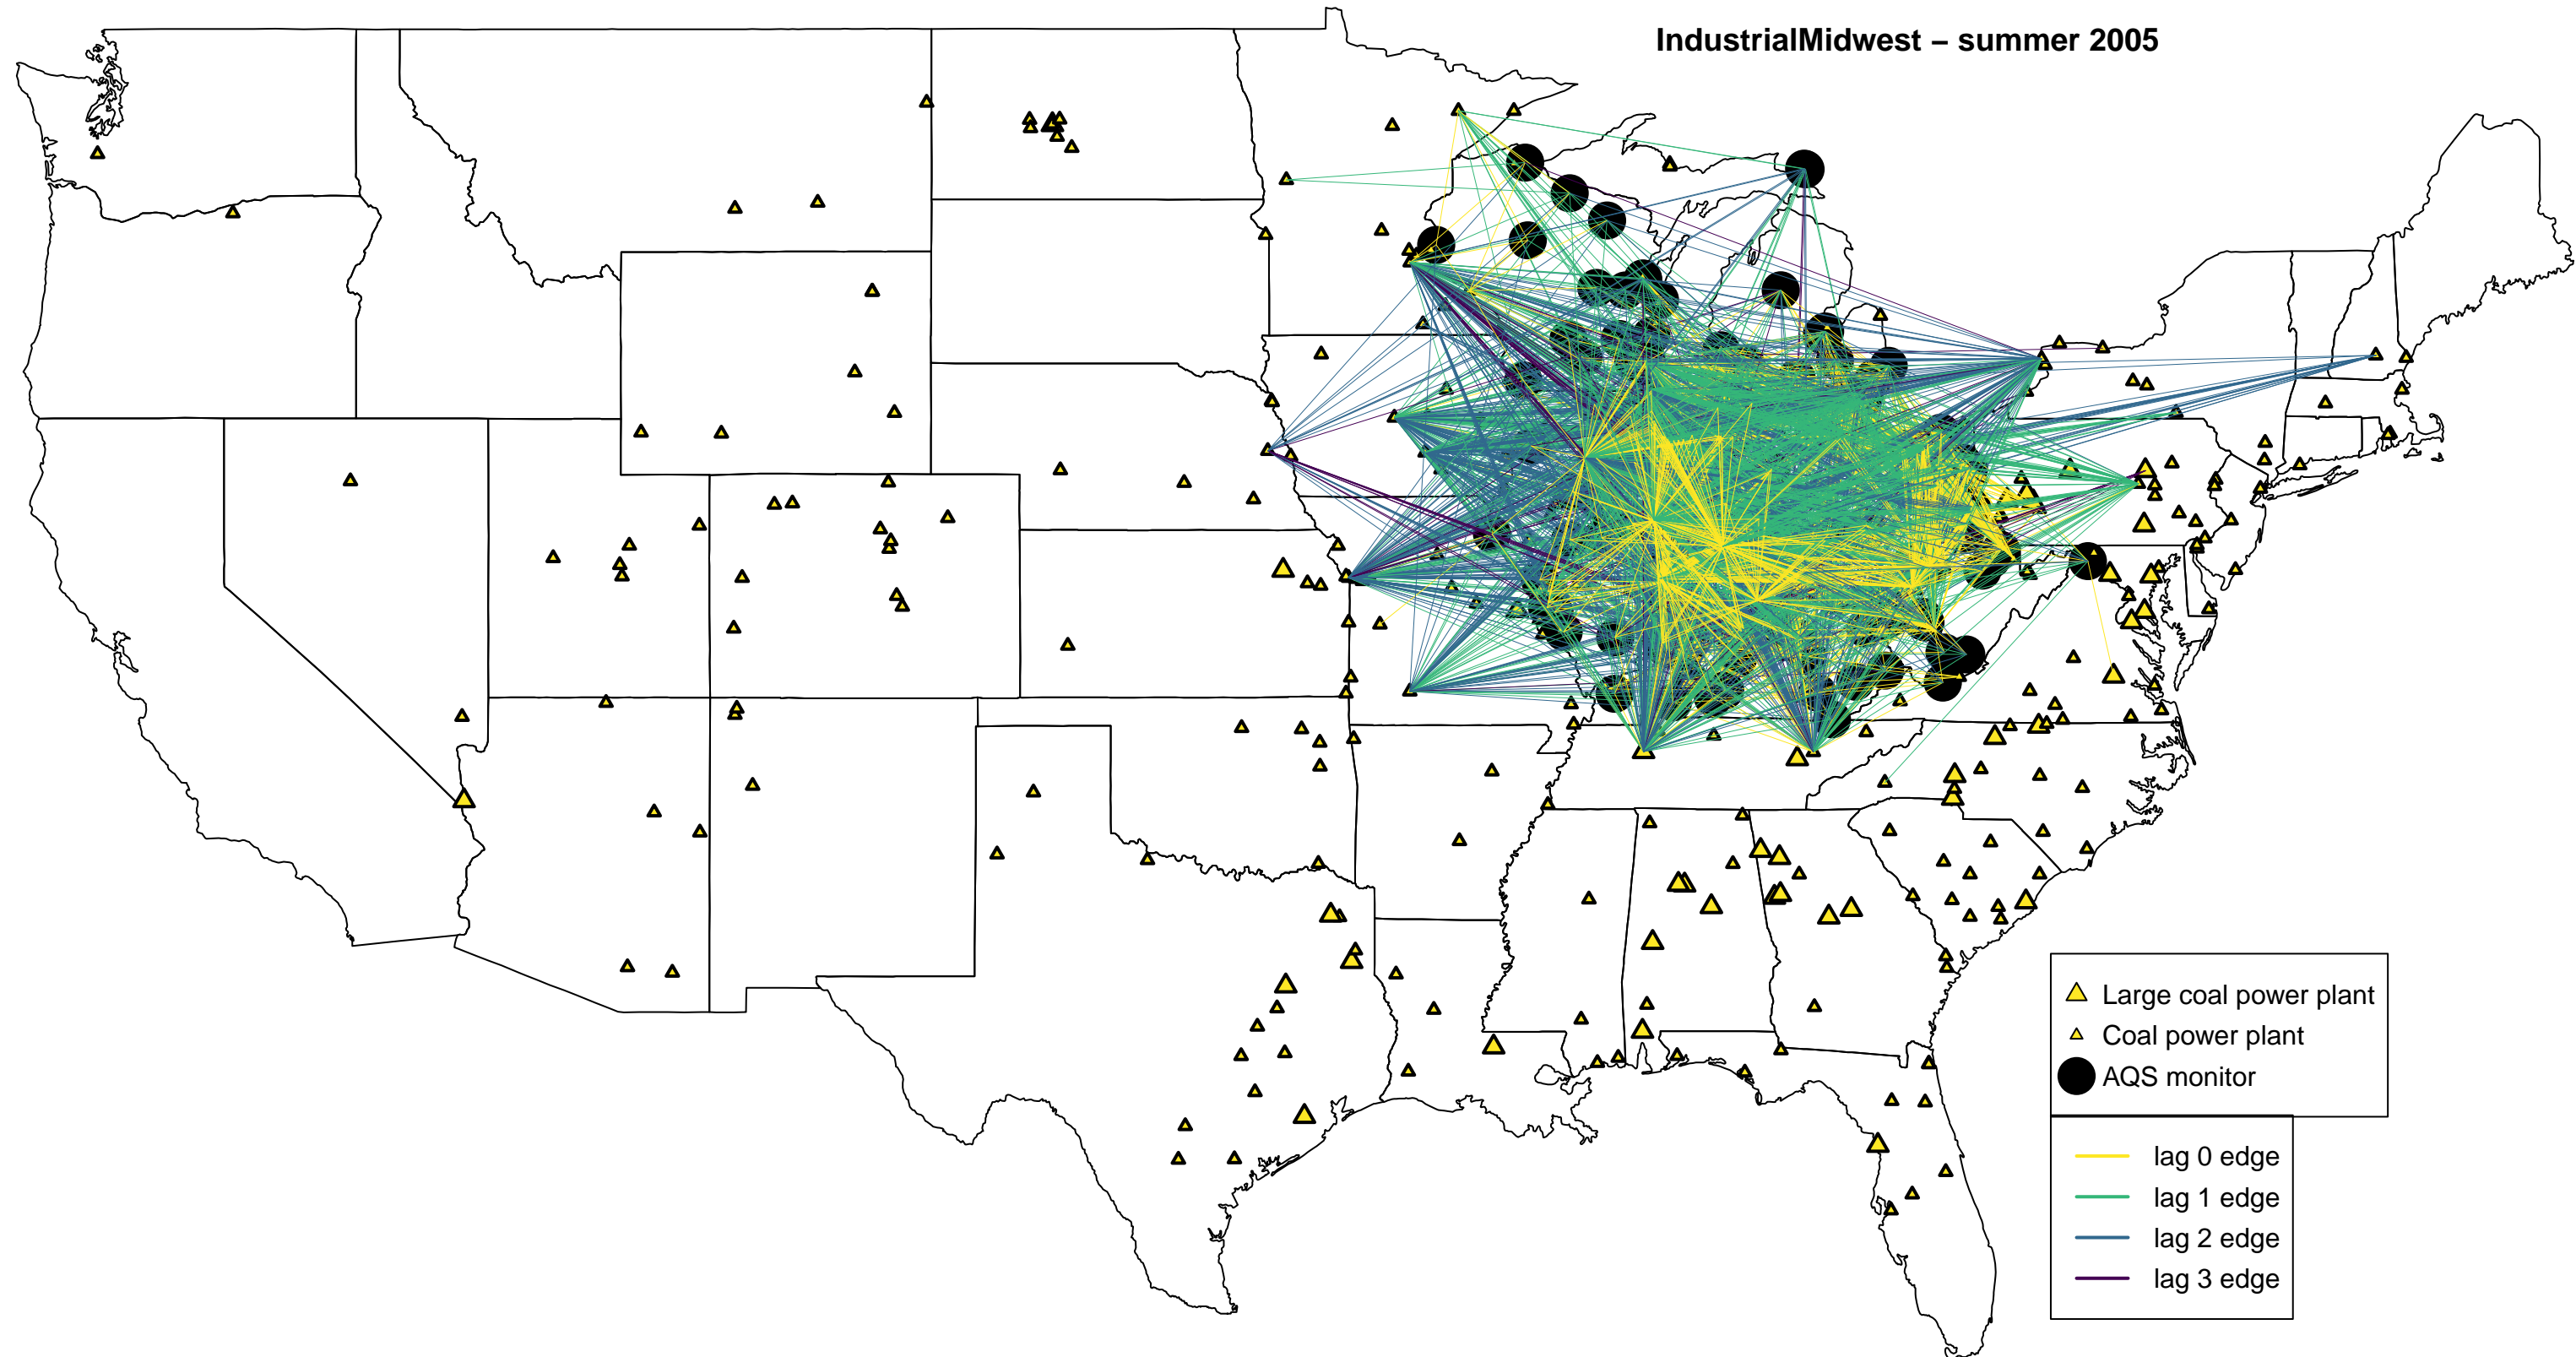 IndustrialMidwest – summer 2005
Large coal power plant
Coal power plant
AQS monitor
lag 0 edge
lag 1 edge
lag 2 edge
lag 3 edge